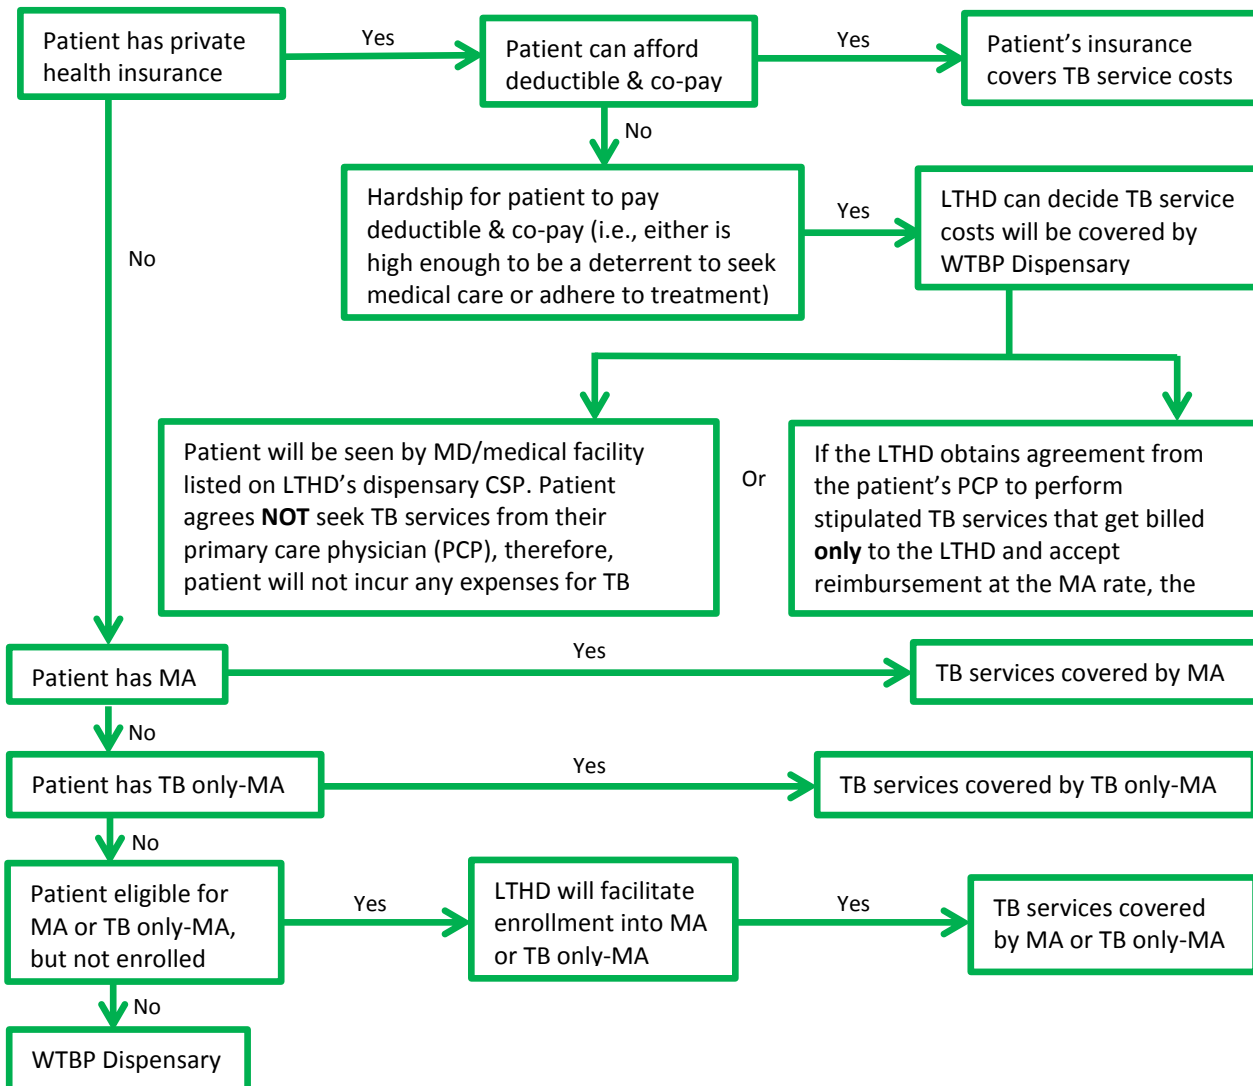 Patient has private
health insurance
Yes
Patient can afford
deductible & co-pay
Yes
Patient’s insurance
covers TB service costs
No
No
Hardship for patient to pay
deductible & co-pay (i.e., either is
high enough to be a deterrent to seek
medical care or adhere to treatment)
Yes
LTHD can decide TB service
costs will be covered by
WTBP Dispensary
Patient will be seen by MD/medical facility
listed on LTHD’s dispensary CSP. Patient
agrees NOT seek TB services from their
primary care physician (PCP), therefore,
patient will not incur any expenses for TB
Or
If the LTHD obtains agreement from
the patient’s PCP to perform
stipulated TB services that get billed
only to the LTHD and accept
reimbursement at the MA rate, the
Patient has MA
Yes
TB services covered by MA
No
Patient has TB only-MA
Yes
TB services covered by TB only-MA
No
Patient eligible for
MA or TB only-MA,
but not enrolled
Yes
LTHD will facilitate
enrollment into MA
or TB only-MA
Yes
TB services covered
by MA or TB only-MA
No
WTBP Dispensary